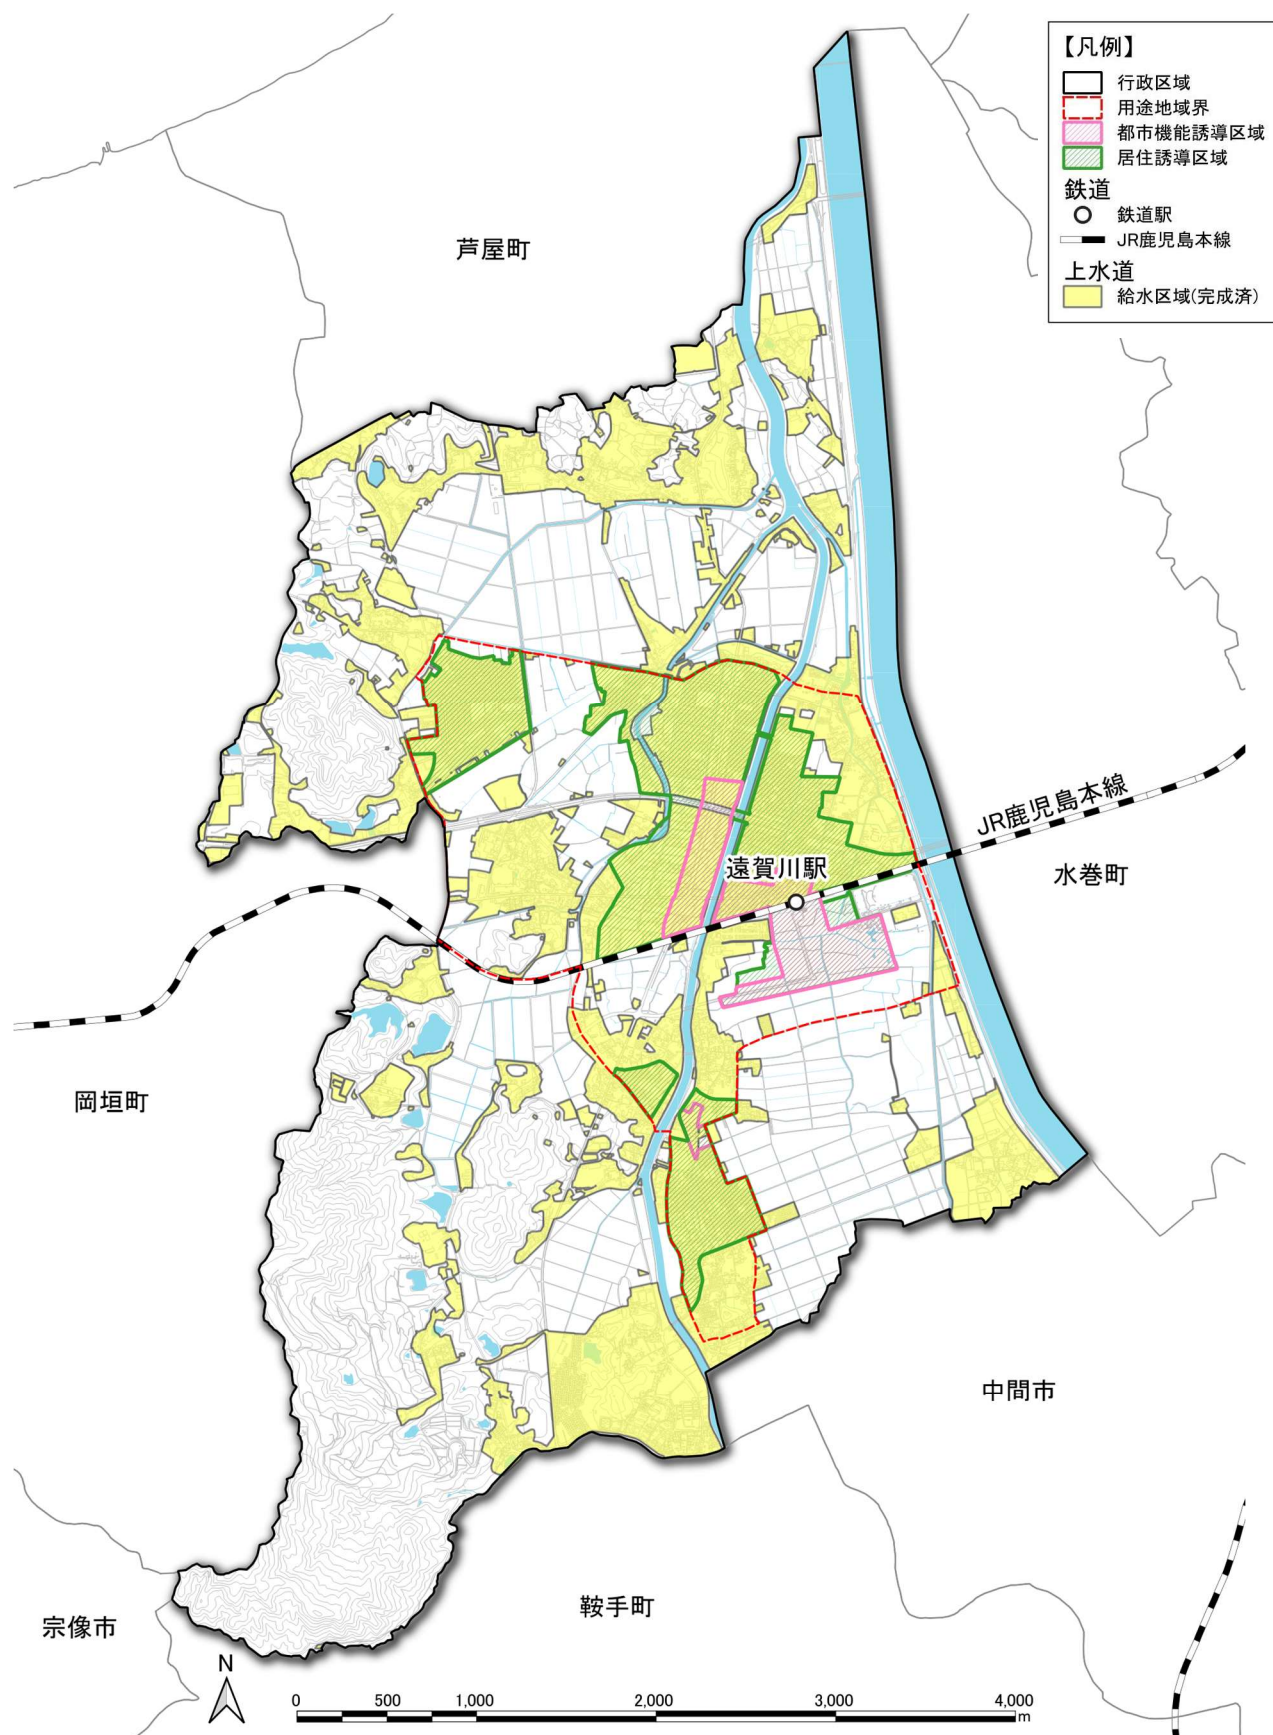 【凡例】
行政区域
用途地域界
都市機能誘導区域
居住誘導区域
鉄道
鉄道駅
JR鹿児島本線
上水道
給水区域(完成済)
芦屋町
JR鹿児島本線
遠賀川駅
水巻町
岡垣町
中間市
鞍手町
宗像市
N
0 500 1,000 2,000 3,000 4,000
m